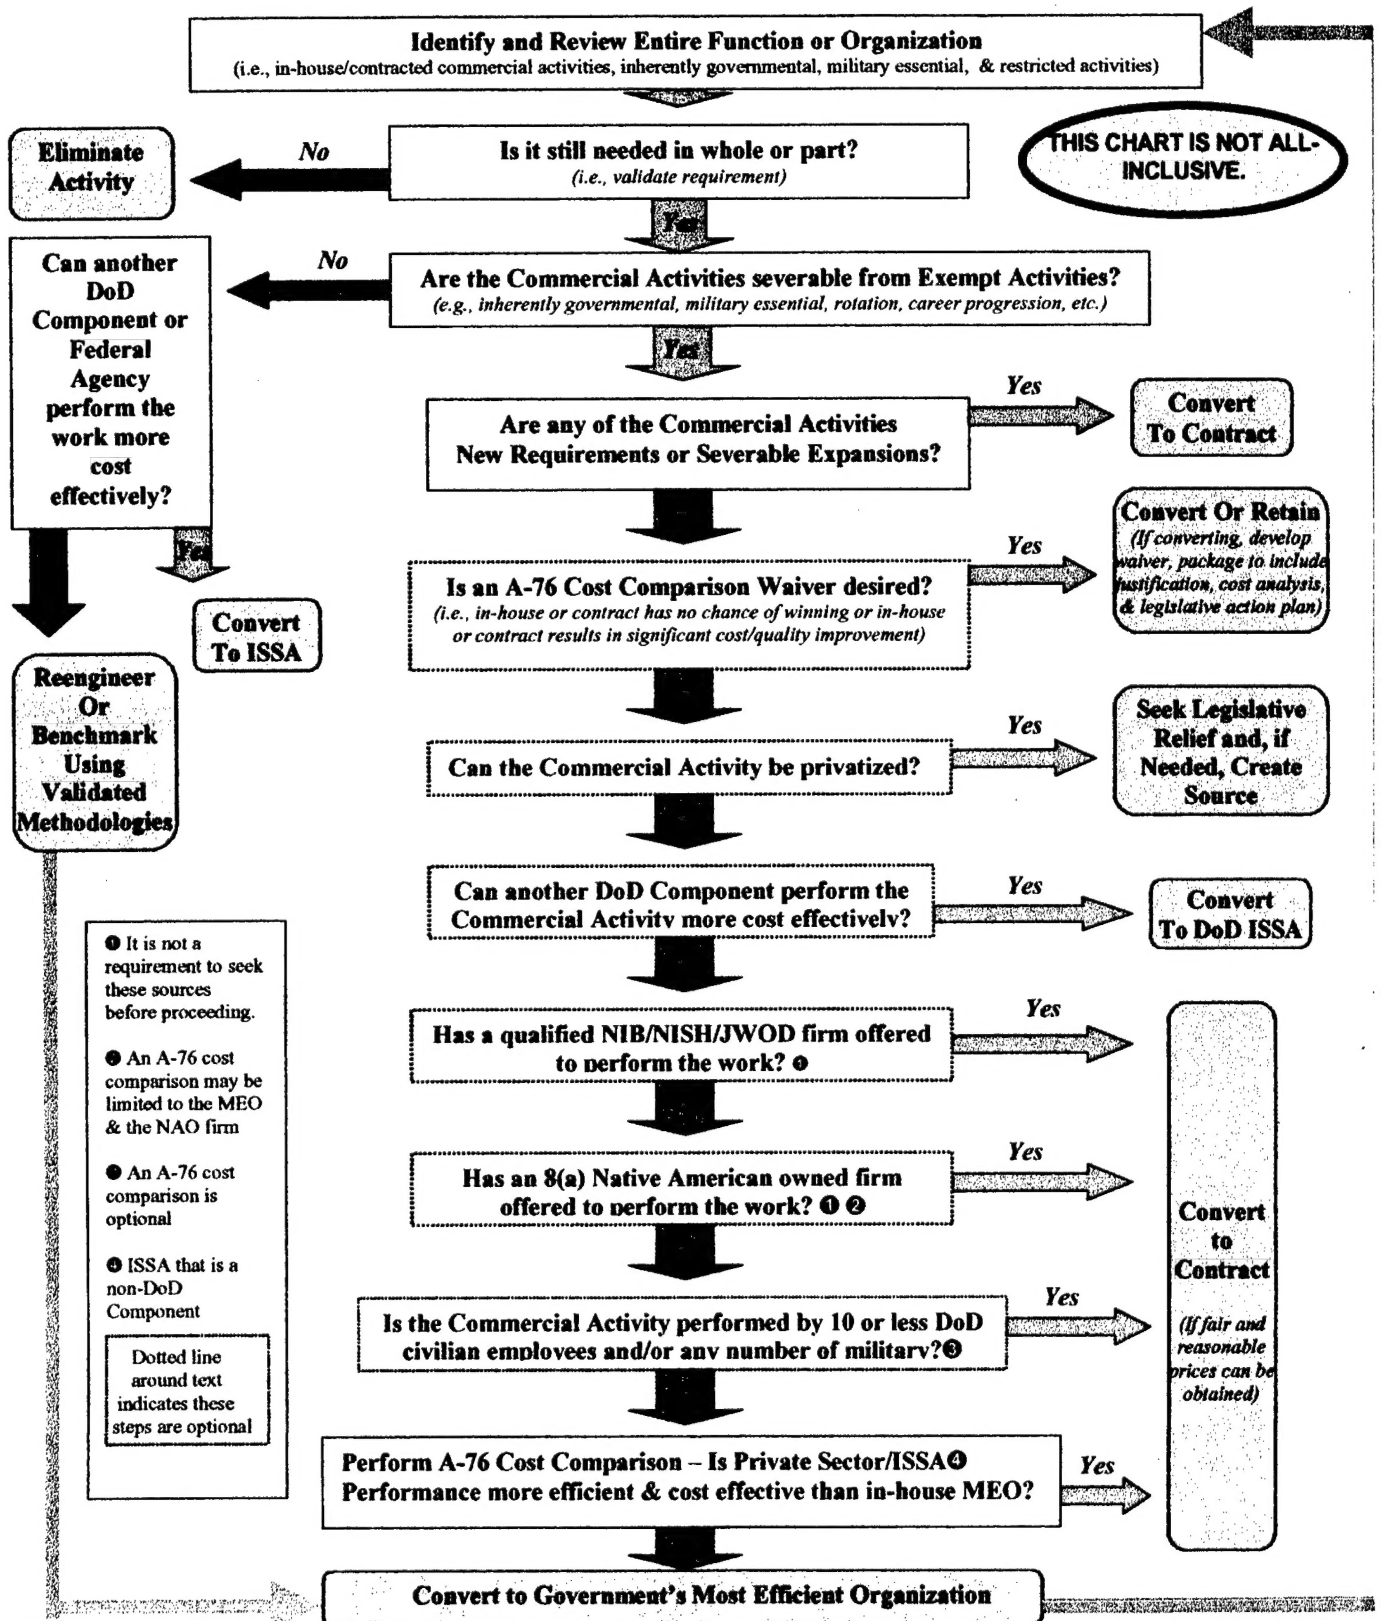 Identify and Review Entire Function or Organization
(i.e., in-house/contracted commercial activities, inherently governmental, military essential, & restricted activities)
THIS CHART IS NOT ALL-
INCLUSIVE.
Is it still needed in whole or part?
(i.e., validate requirement)
No
Eliminate
Activity
Yes
Are the Commercial Activities severable from Exempt Activities?
(e.g., inherently governmental, military essential, rotation, career progression, etc.)
No
Can another
DoD
Component or
Federal
Agency
perform the
work more
cost
effectively?
Yes
Convert
To ISSA
Reengineer
Or
Benchmark
Using
Validated
Methodologies
Yes
Are any of the Commercial Activities
New Requirements or Severable Expansions?
Yes
Convert
To Contract
Is an A-76 Cost Comparison Waiver desired?
(i.e., in-house or contract has no chance of winning or in-house
or contract results in significant cost/quality improvement)
Yes
Convert Or Retain
(If converting, develop
waiver, package to include
justification, cost analysis,
& legislative action plan)
Can the Commercial Activity be privatized?
Yes
Seek Legislative
Relief and, if
Needed, Create
Source
Can another DoD Component perform the
Commercial Activity more cost effectively?
Yes
Convert
To DoD ISSA
Has a qualified NIB/NISH/JWOD firm offered
to perform the work? ❶
Yes
Has an 8(a) Native American owned firm
offered to perform the work? ❶ ❷
Yes
Is the Commercial Activity performed by 10 or less DoD
civilian employees and/or any number of military?❸
Yes
Perform A-76 Cost Comparison – Is Private Sector/ISSA❹
Performance more efficient & cost effective than in-house MEO?
Yes
Convert
to
Contract
(If fair and
reasonable
prices can be
obtained)
Convert to Government's Most Efficient Organization
❶ It is not a
requirement to seek
these sources
before proceeding.
❷ An A-76 cost
comparison may be
limited to the MEO
& the NAO firm
❸ An A-76 cost
comparison is
optional
❹ ISSA that is a
non-DoD
Component
Dotted line
around text
indicates these
steps are optional